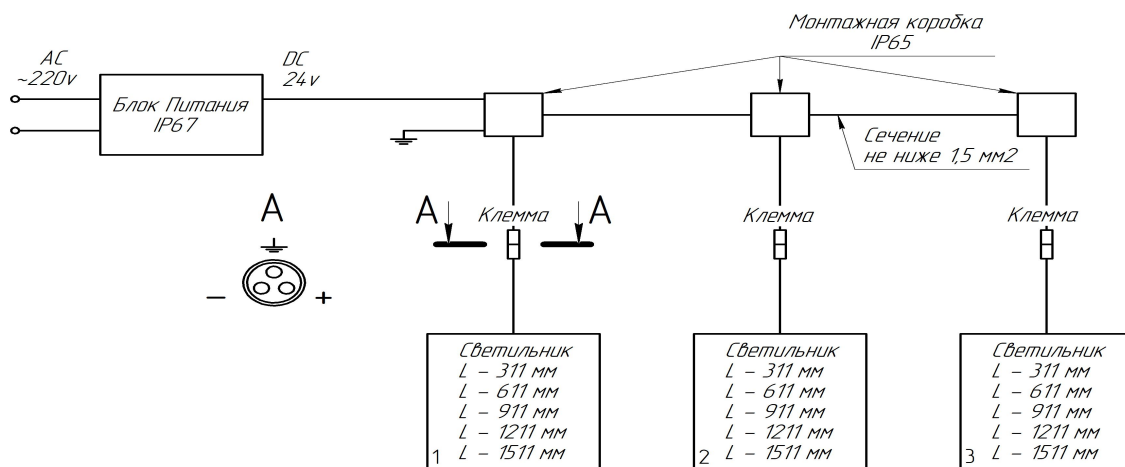 Монтажная коробка
IP65
AC
~220v
DC
24v
Блок Питания
IP67
Сечение
не ниже 1,5 мм2
A
A
A
Клемма
Клемма
Клемма
–
+
Светильник
L – 311 мм
L – 611 мм
L – 911 мм
L – 1211 мм
L – 1511 мм
1
Светильник
L – 311 мм
L – 611 мм
L – 911 мм
L – 1211 мм
L – 1511 мм
2
Светильник
L – 311 мм
L – 611 мм
L – 911 мм
L – 1211 мм
L – 1511 мм
3